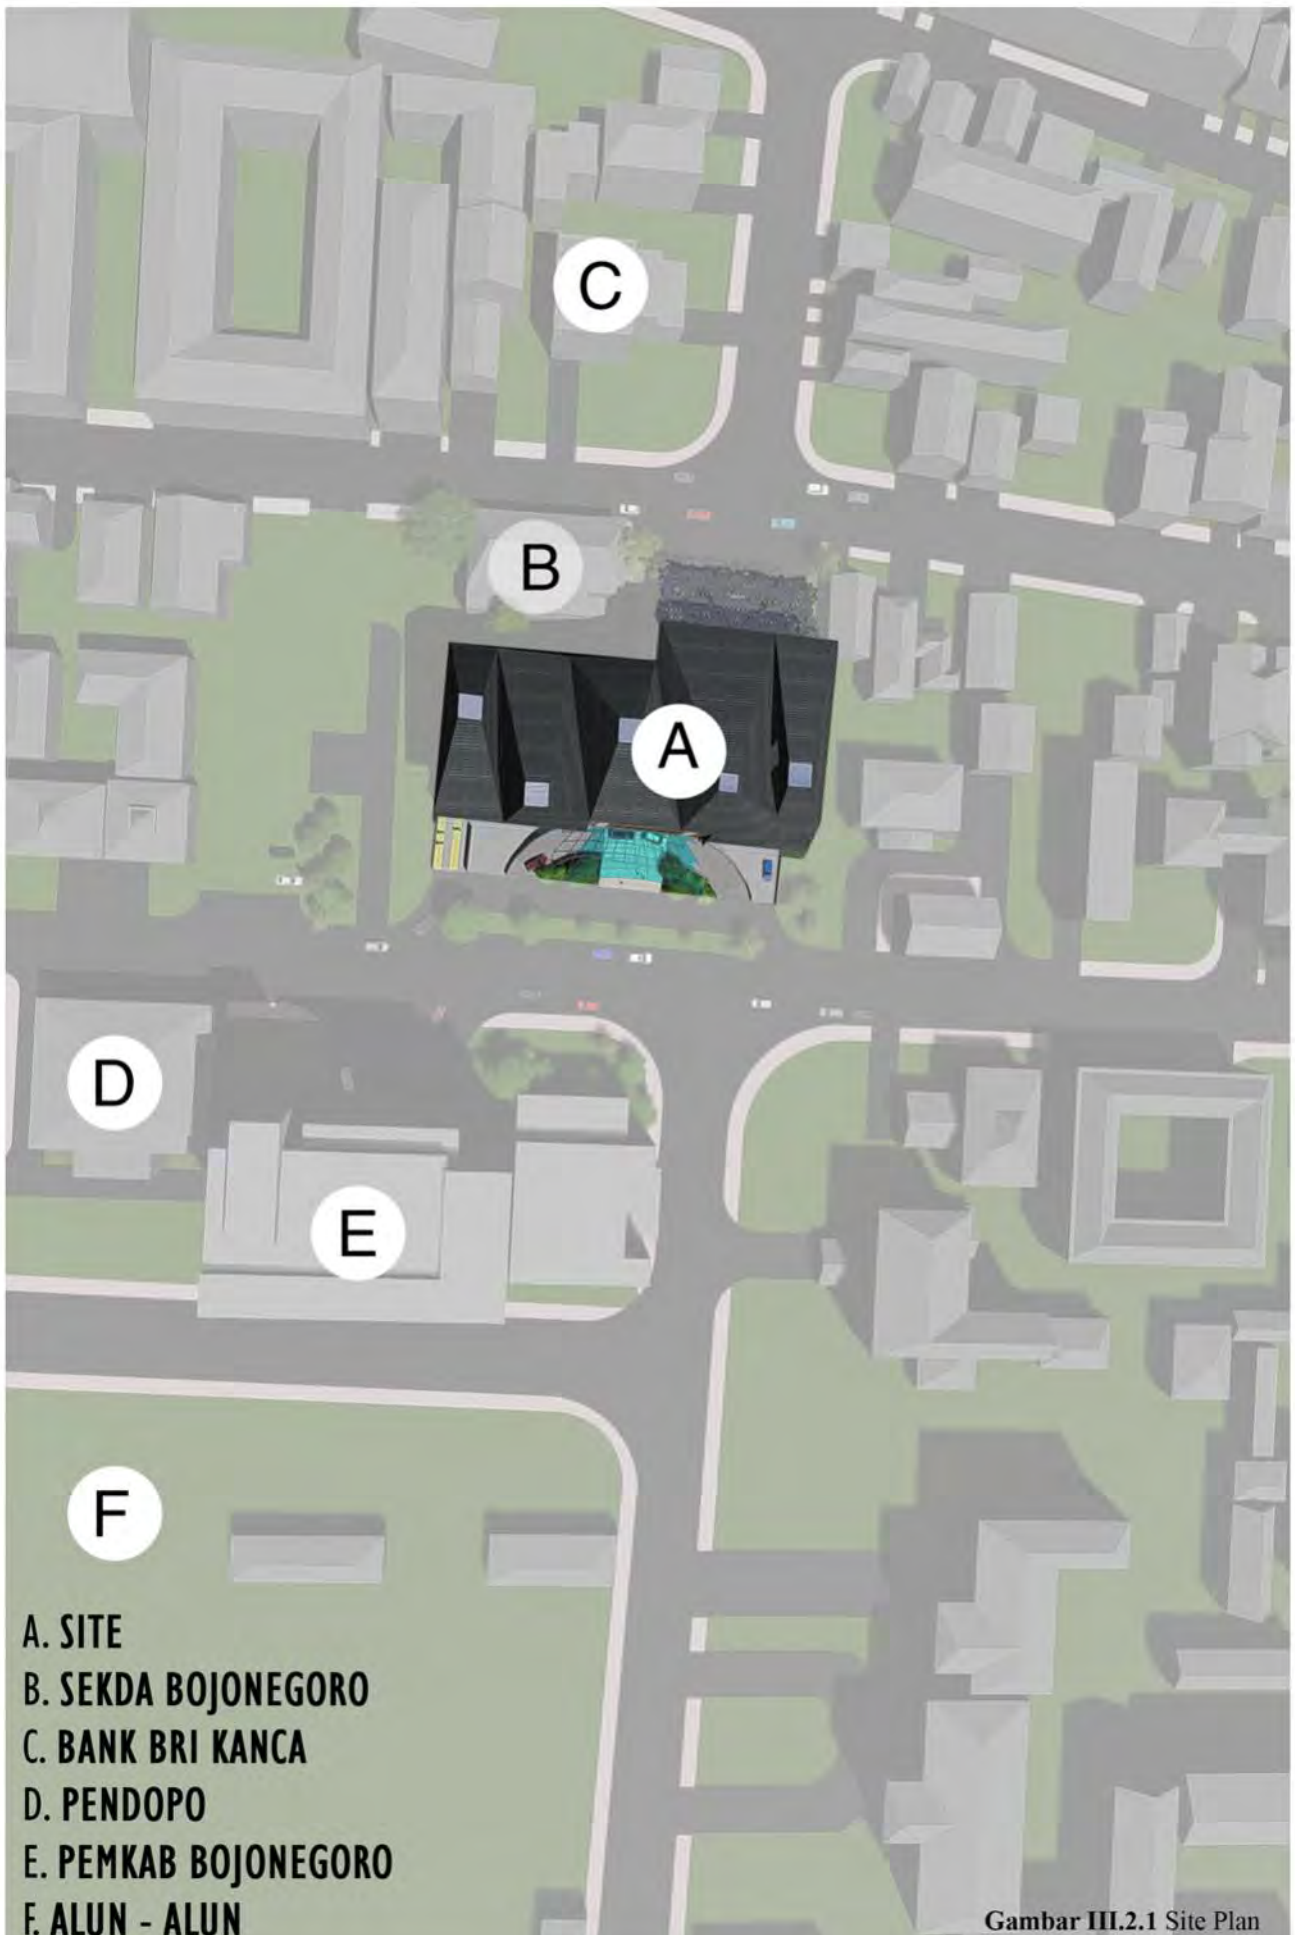 C
B
A
D
E
F
A. SITE
B. SEKDA BOJONEGORO
C. BANK BRI KANCA
D. PENDOPO
E. PEMKAB BOJONEGORO
F. ALUN - ALUN
Gambar III.2.1 Site Plan